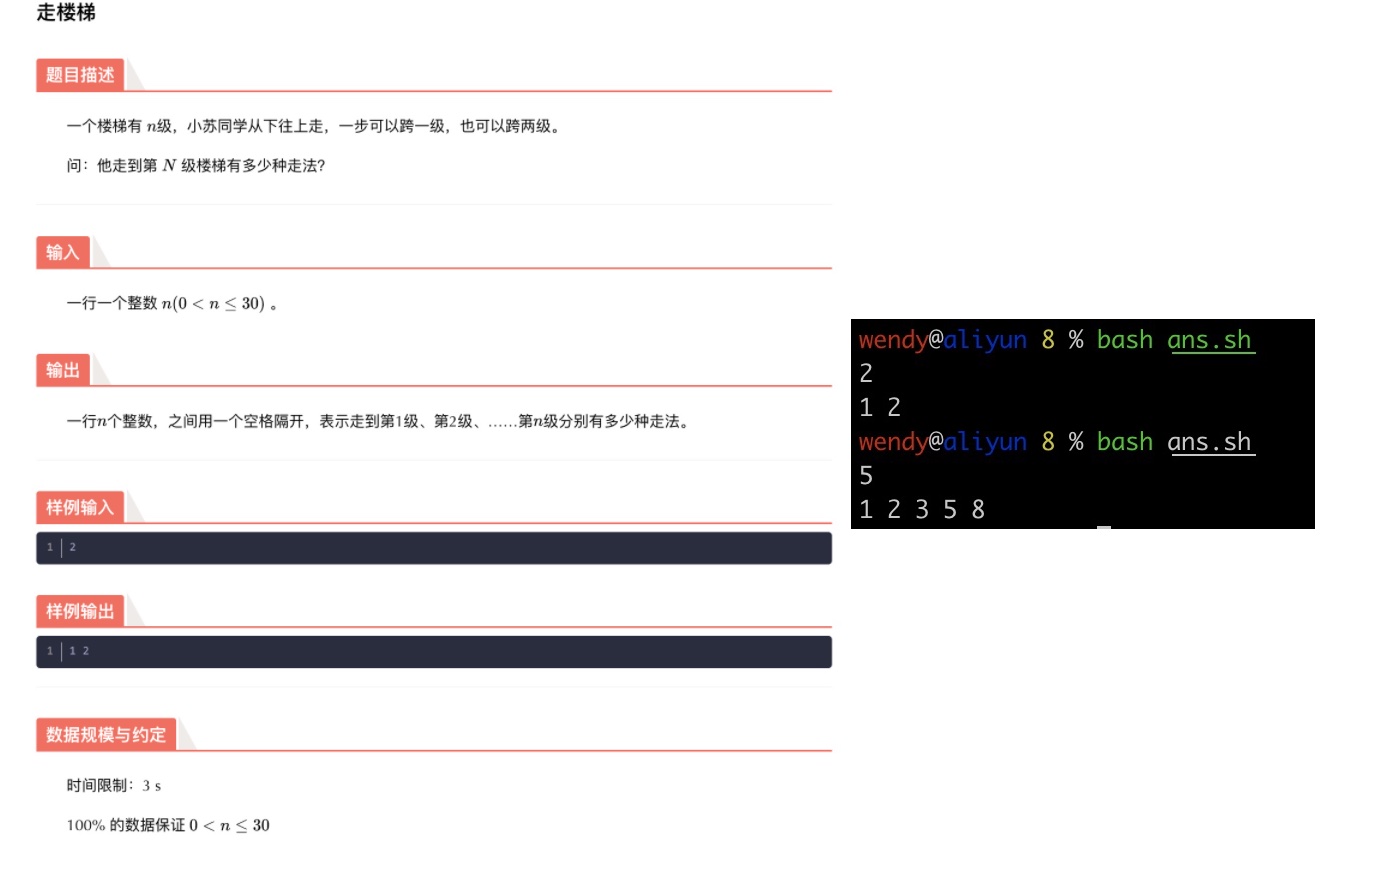 走楼梯
题目描述
一个楼梯有 n级，小苏同学从下往上走，一步可以跨一级，也可以跨两级。
问：他走到第 N 级楼梯有多少种走法?
输入
一行一个整数 n(0 < n ≤ 30) 。
输出
一行n个整数，之间用一个空格隔开，表示走到第1级、第2级、……第n级分别有多少种走法。
样例输入
1 2
样例输出
1 1 2
数据规模与约定
时间限制：3 s
100% 的数据保证 0 < n ≤ 30
wendy@aliyun 8 % bash ans.sh
2
1 2
wendy@aliyun 8 % bash ans.sh
5
1 2 3 5 8